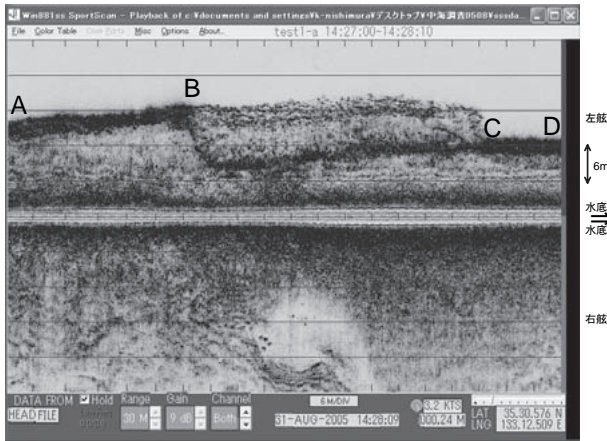 Win881ss SportScan - Playback of c:¥documents and settings¥k-nishimura¥デスクトップ¥中海調査0508¥sssda...
File Color Table Com Ports Misc Options About.. test1-a 14:27:00-14:28:10
A
B
C
D
左舷
6m
水底
水底
右舷
DATA FROM Hold Range Gain Channel 6 M/DIV
HEAD FILE 30 M 9 dB Both 31-AUG-2005 14:28:09 3.2 KTS 000.24 M LAT 35.30.576 N
LNG 133.12.509 E